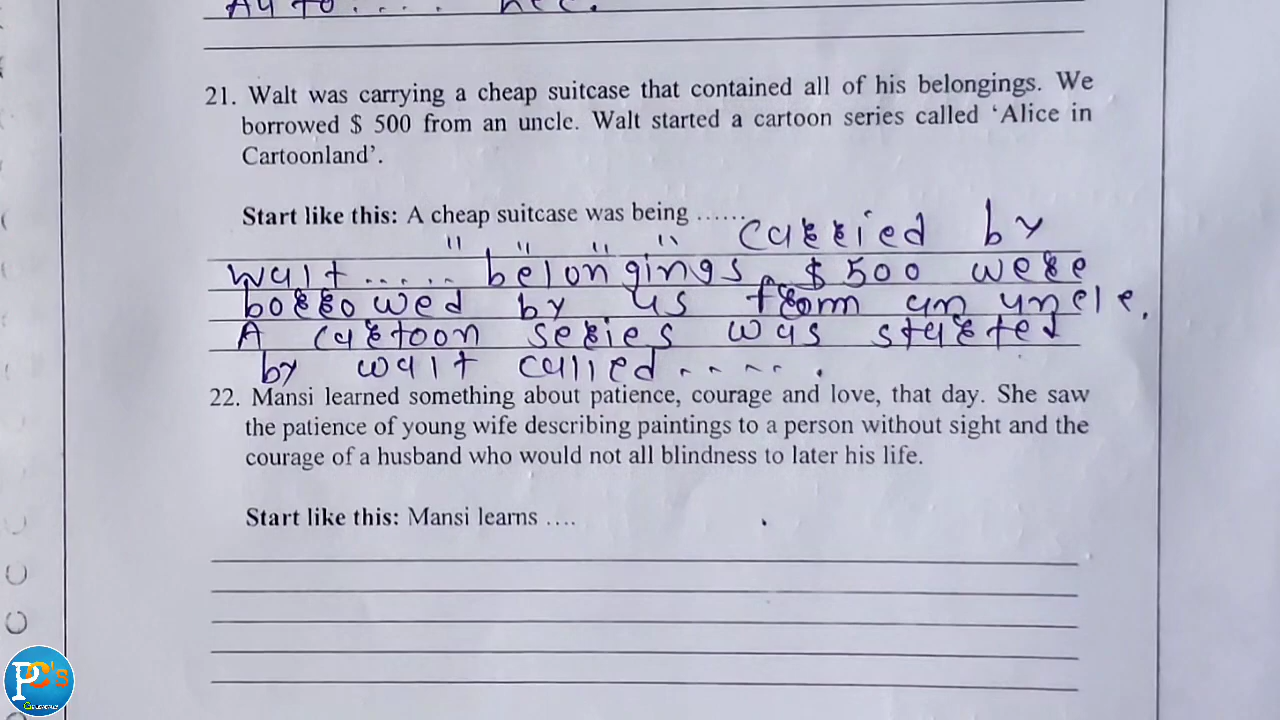 21. Walt was carrying a cheap suitcase that contained all of his belongings. We
borrowed $ 500 from an uncle. Walt started a cartoon series called ‘Alice in
Cartoonland’.
Start like this: A cheap suitcase was being ......
" " " " carried by
walt ..... belongings. $ 500 were
borrowed by us from an uncle.
A cartoon series was started
by walt called ..... .
22. Mansi learned something about patience, courage and love, that day. She saw
the patience of young wife describing paintings to a person without sight and the
courage of a husband who would not all blindness to later his life.
Start like this: Mansi learns ....
PC's